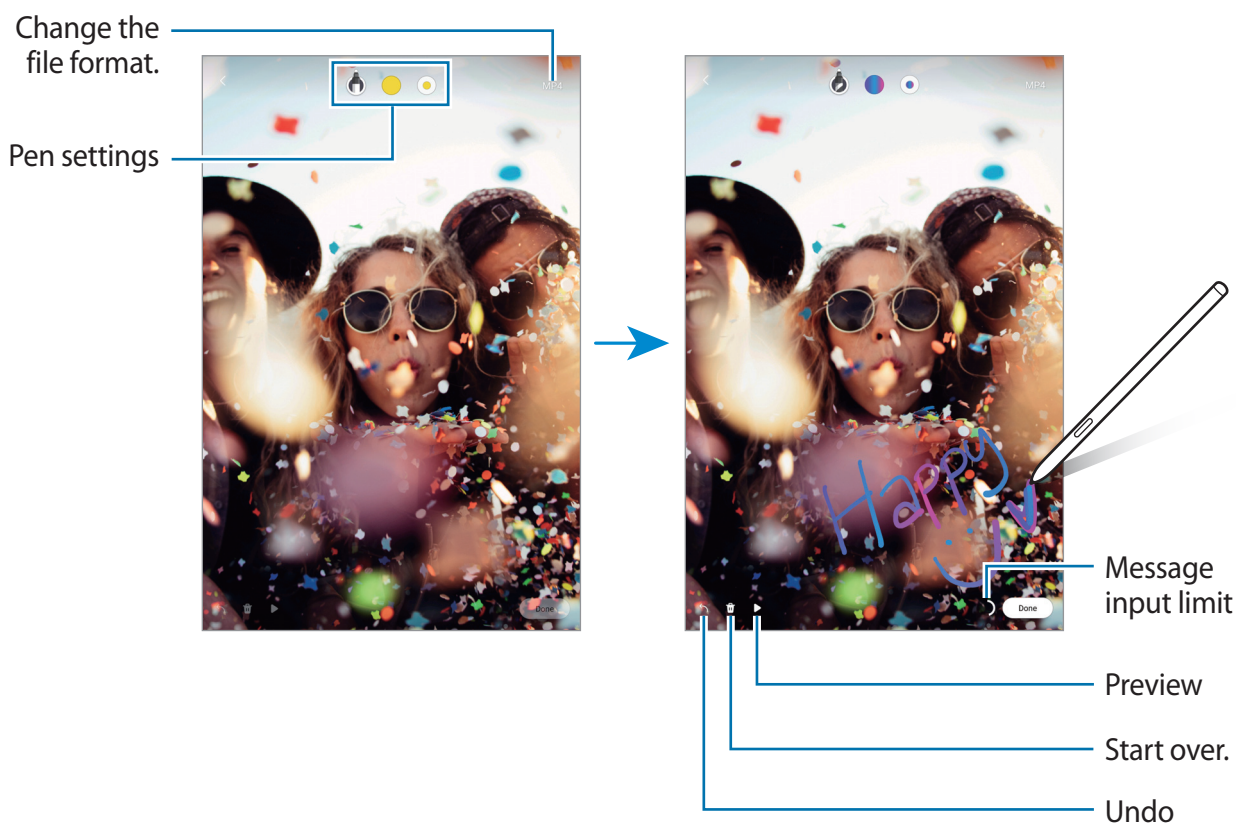 Change the
file format.
Pen settings
MP4
Done
MP4
Happy
Done
Message
input limit
Preview
Start over.
Undo